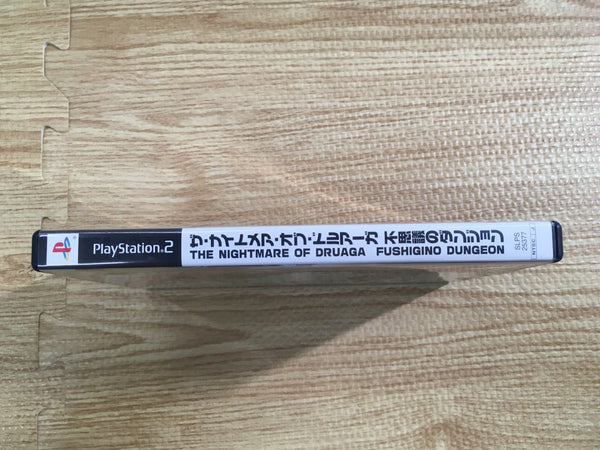 PlayStation.2
ザ・ナイトメア・オブ・ドルアーガ 不思議のダンジョン
THE NIGHTMARE OF DRUAGA FUSHIGINO DUNGEON
SLPS
25377
NTSC J